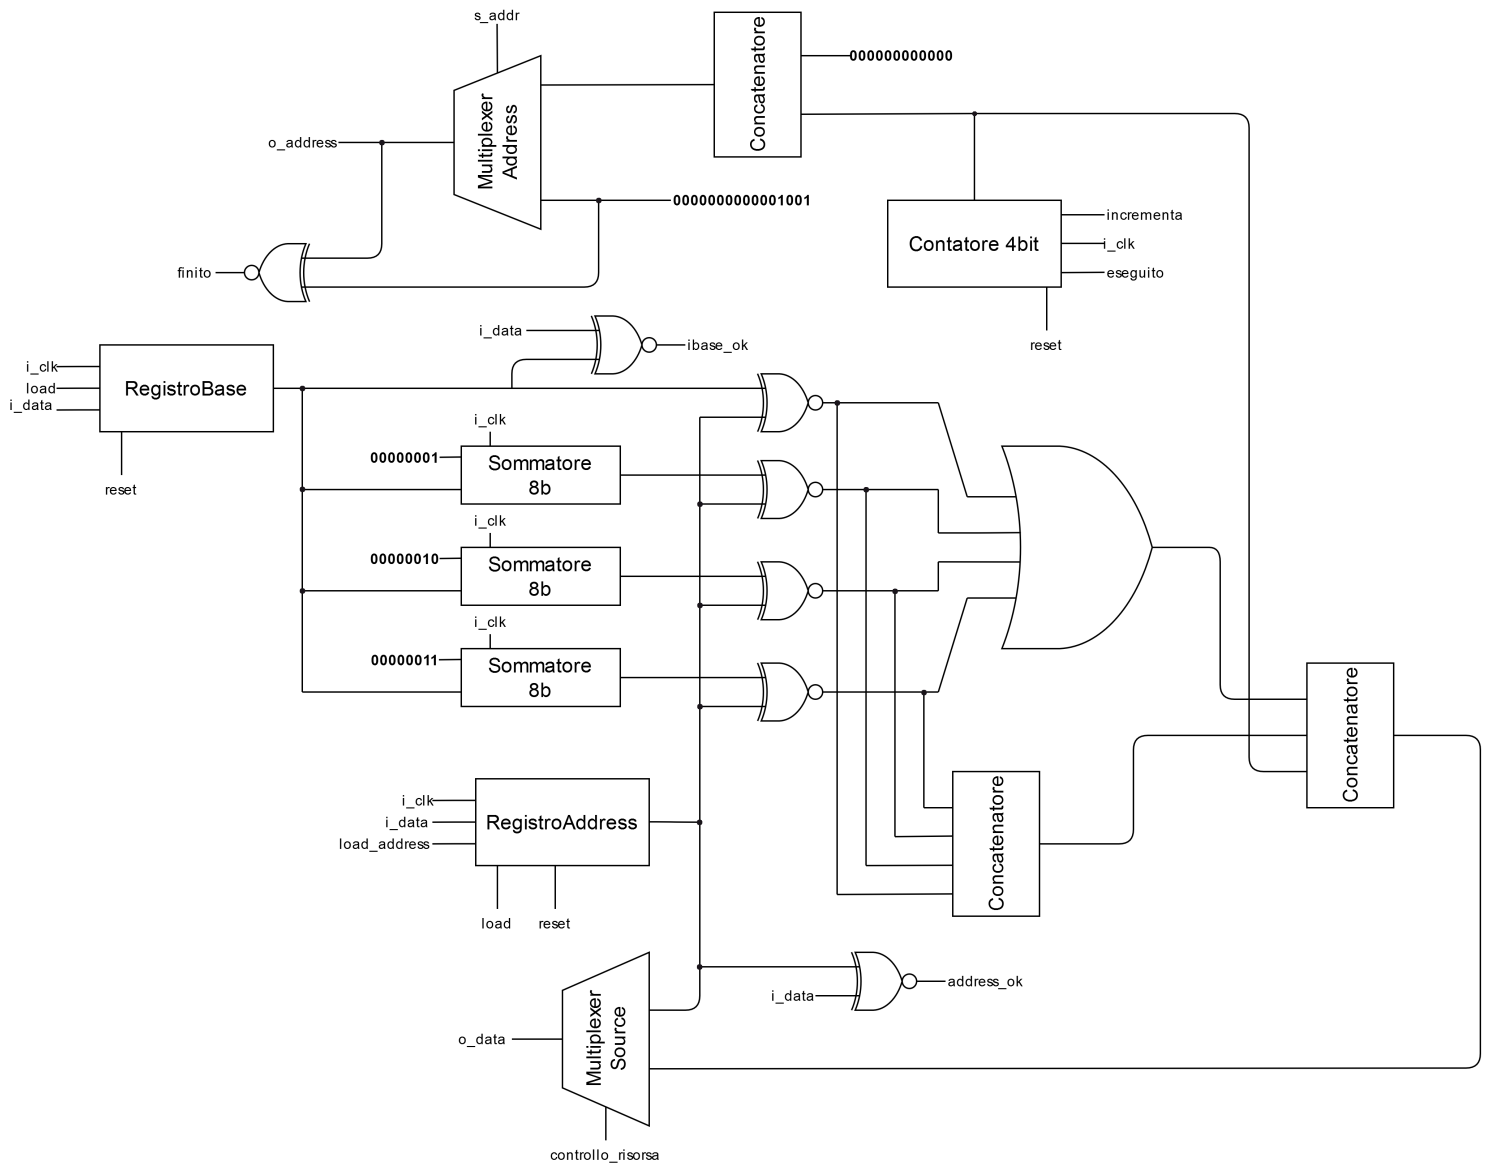 s_addr
Concatenatore
000000000000
Multiplexer
Address
o_address
0000000000001001
incrementa
Contatore 4bit
i_clk
eseguito
finito
reset
i_data
ibase_ok
i_clk
load
i_data
RegistroBase
reset
i_clk
00000001
Sommatore
8b
i_clk
00000010
Sommatore
8b
i_clk
00000011
Sommatore
8b
Concatenatore
i_clk
i_data
load_address
RegistroAddress
load
reset
Concatenatore
address_ok
i_data
Multiplexer
Source
o_data
controllo_risorsa